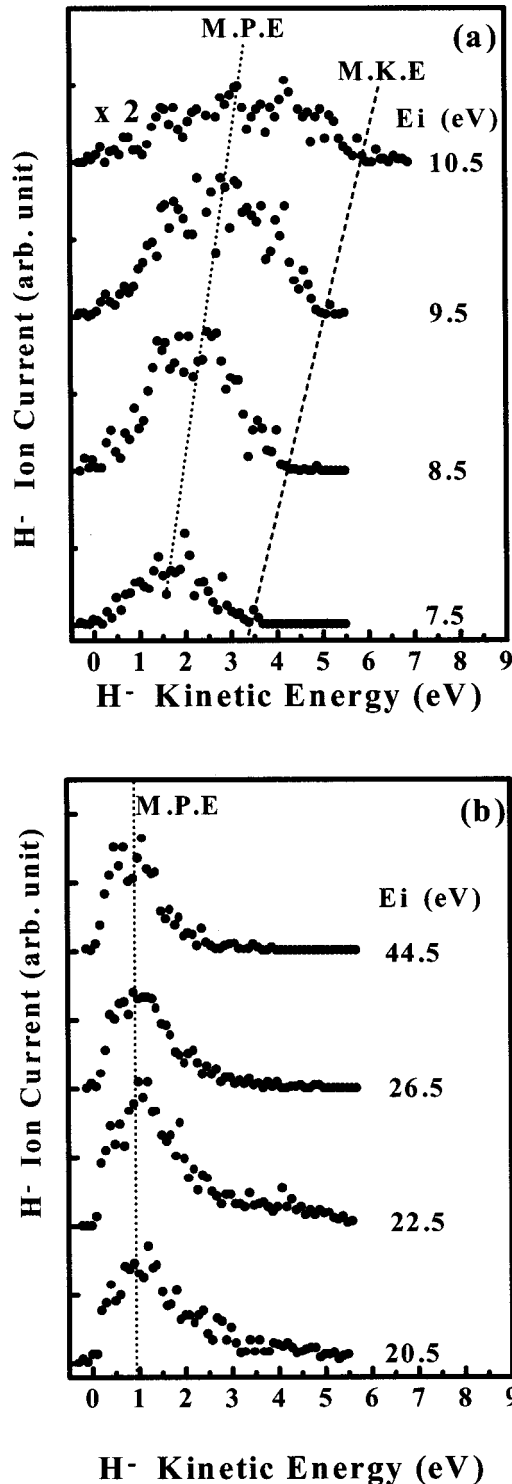 M.P.E
(a)
M.K.E
x 2
Ei (eV)
10.5
9.5
8.5
7.5
H- Ion Current (arb. unit)
0 1 2 3 4 5 6 7 8 9
H- Kinetic Energy (eV)
M.P.E
(b)
Ei (eV)
44.5
26.5
22.5
20.5
H- Ion Current (arb. unit)
0 1 2 3 4 5 6 7 8 9
H- Kinetic Energy (eV)